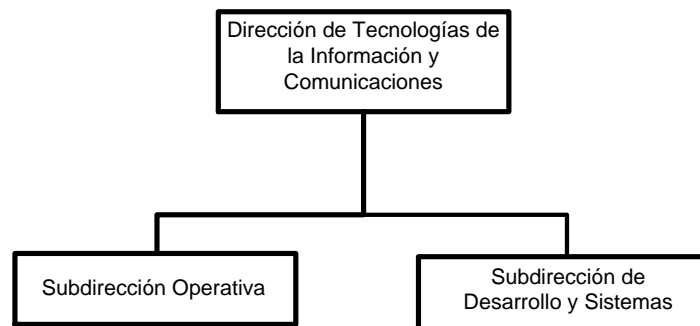 Dirección de Tecnologías de
la Información y
Comunicaciones
Subdirección Operativa
Subdirección de
Desarrollo y Sistemas